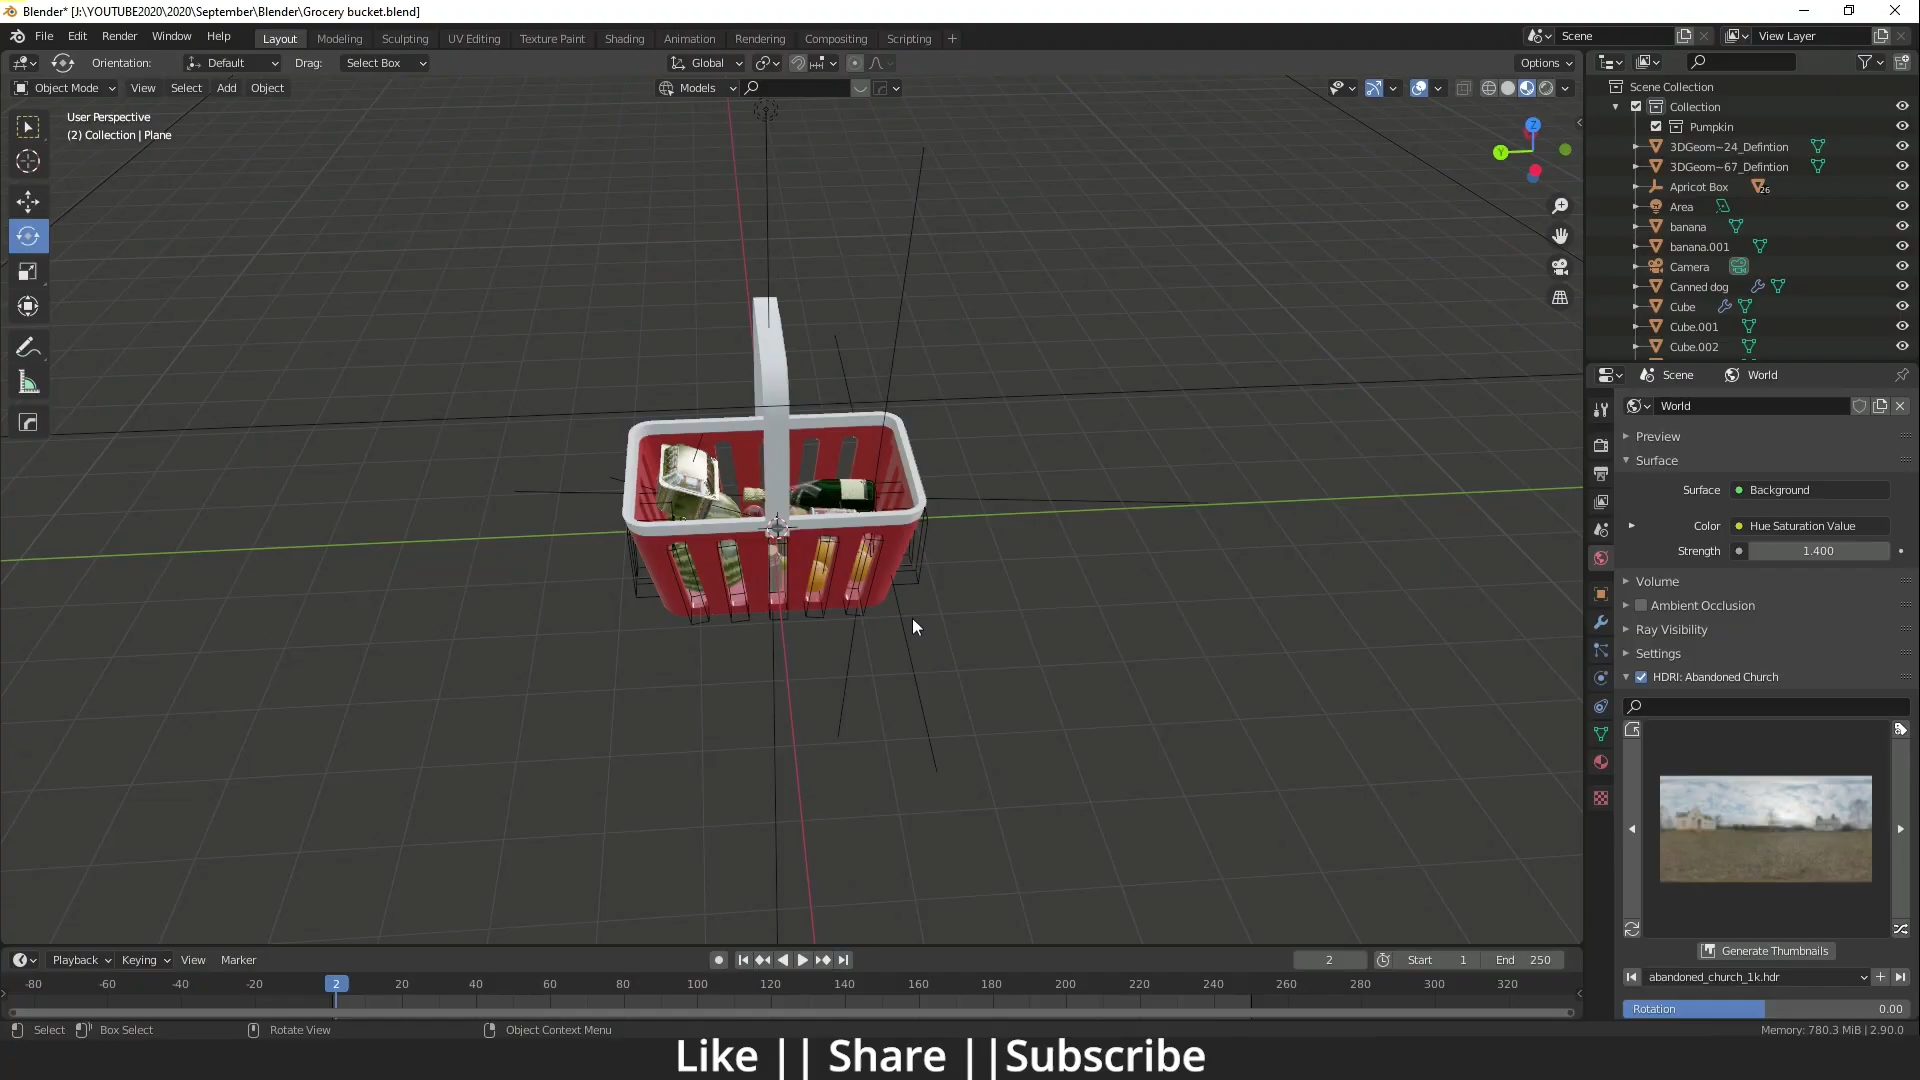 Blender* [J:\YOUTUBE2020\2020\September\Blender\Grocery bucket.blend]
File Edit Render Window Help Layout Modeling Sculpting UV Editing Texture Paint Shading Animation Rendering Compositing Scripting + Scene View Layer
Orientation: Default Drag: Select Box Global Options
Object Mode View Select Add Object Models
User Perspective
(2) Collection | Plane
Z
Y
Scene Collection
Collection
Pumpkin
3DGeom~24_Defintion
3DGeom~67_Defintion
Apricot Box 26
Area
banana
banana.001
Camera
Canned dog
Cube
Cube.001
Cube.002
Scene World
World
Preview
Surface
Surface Background
Color Hue Saturation Value
Strength 1.400
Volume
Ambient Occlusion
Ray Visibility
Settings
HDRI: Abandoned Church
Generate Thumbnails
abandoned_church_1k.hdr
Rotation 0.00
Playback Keying View Marker 2 Start 1 End 250
-80 -60 -40 -20 2 20 40 60 80 100 120 140 160 180 200 220 240 260 280 300 320
Select Box Select Rotate View Object Context Menu Memory: 780.3 MiB | 2.90.0
Like || Share ||Subscribe